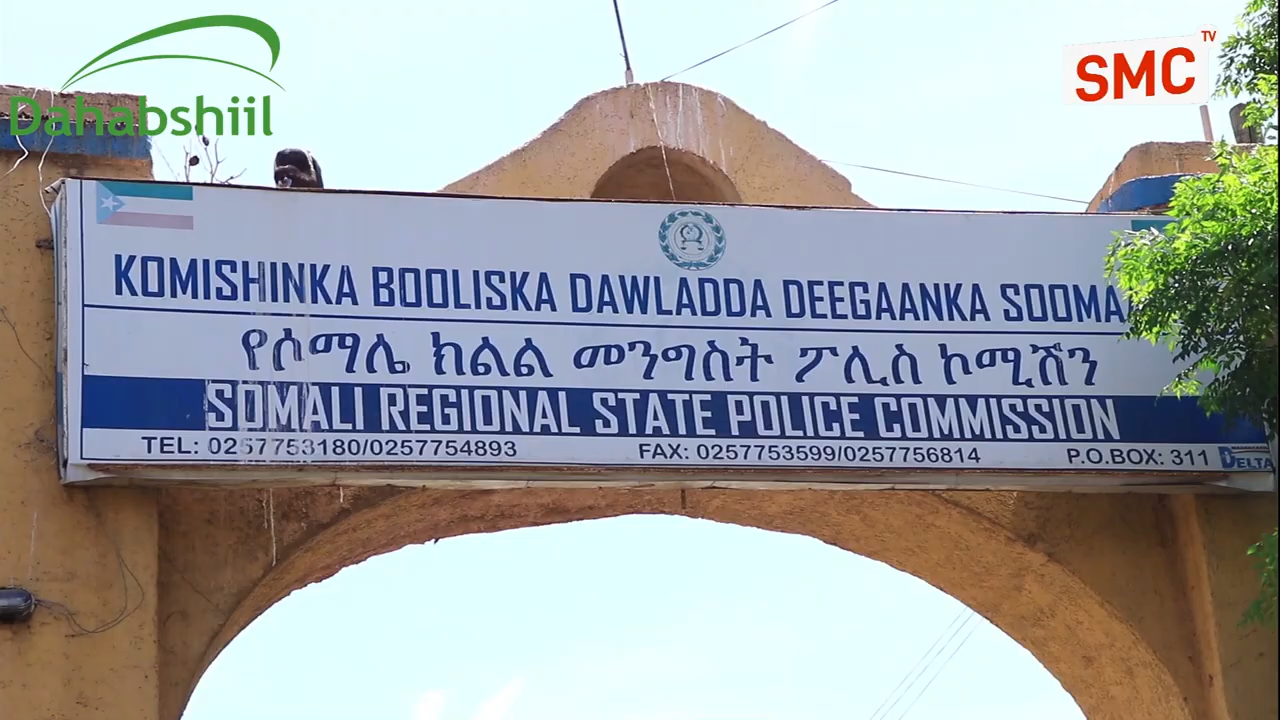 Dahabshiil
SMC TV
KOMISHINKA BOOLISKA DAWLADDA DEEGAANKA
የሶማሌ ክልል መንግስት ፖሊስ ኮሚሽን
SOMALI REGIONAL STATE POLICE COMMISSION
TEL: 0257753180/0257754893 FAX: 0257753599/0257756814 P.O.BOX: 311 DELTA